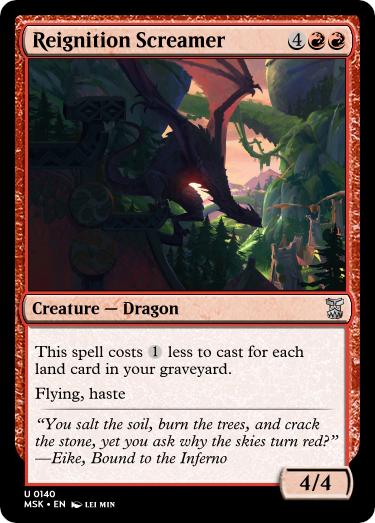 Reignition Screamer 4
Creature — Dragon
This spell costs 1 less to cast for each
land card in your graveyard.
Flying, haste
“You salt the soil, burn the trees, and crack
the stone, yet you ask why the skies turn red?”
—Eike, Bound to the Inferno
4/4
U 0140
MSK • EN LEI MIN